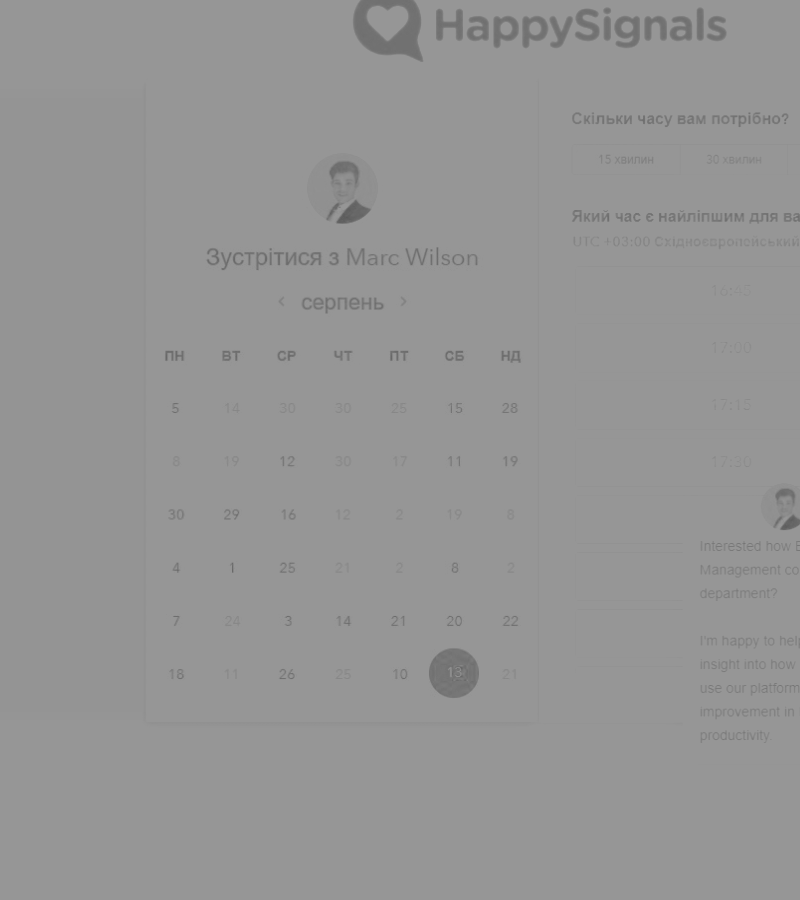 HappySignals
Зустрітися з Marc Wilson
серпень
ПН ВТ СР ЧТ ПТ СБ НД
5 14 30 30 25 15 28
8 19 12 30 17 11 19
30 29 16 12 2 19 8
4 1 25 21 2 8 2
7 24 3 14 21 20 22
18 11 26 25 10 13 21
Скільки часу вам потрібно?
15 хвилин 30 хвилин
Який час є найліпшим для ва
UTC +03:00 Східноєвропейський
16:45
17:00
17:15
17:30
Interested how E
Management co
department?
I'm happy to help
insight into how
use our platform
improvement in
productivity.